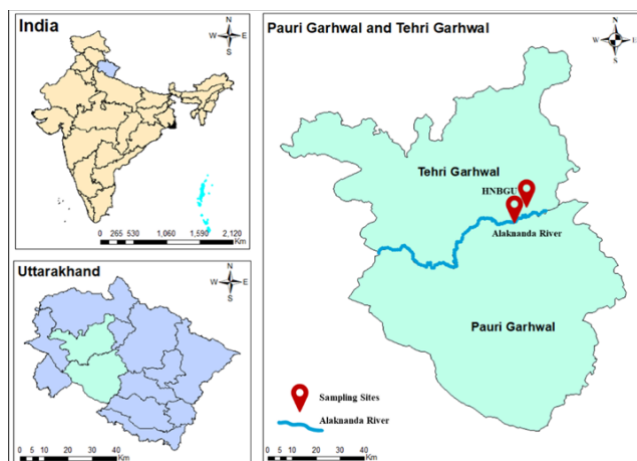 India
N
W E
S
0 265 530 1,060 1,590 2,120
Km
Uttarakhand
N
W E
S
0 5 10 20 30 40
Km
Pauri Garhwal and Tehri Garhwal
N
W E
S
Tehri Garhwal
HNBGU
Alaknanda River
Pauri Garhwal
Sampling Sites
Alaknanda River
0 5 10 20 30 40
Km